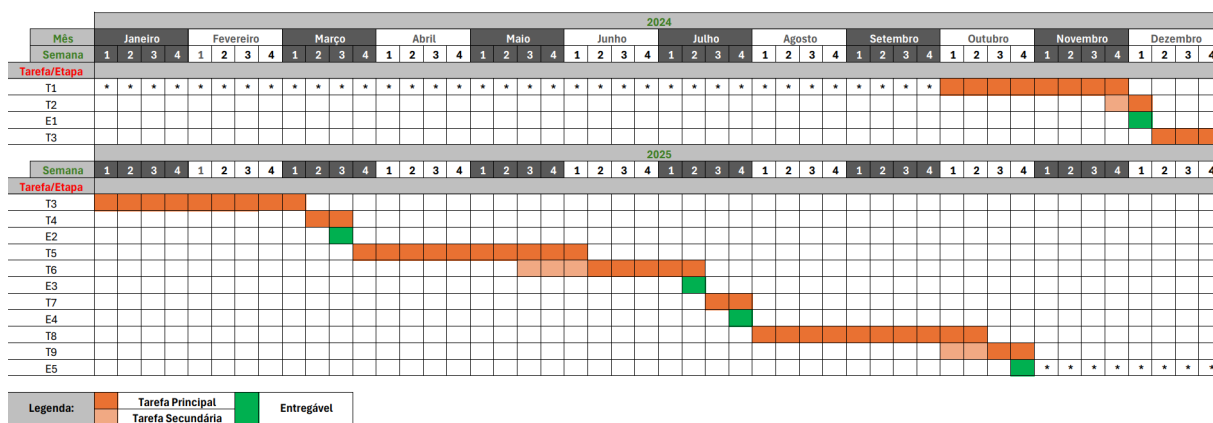 2024
Mês Janeiro Fevereiro Março Abril Maio Junho Julho Agosto Setembro Outubro Novembro Dezembro
Semana 1 2 3 4 1 2 3 4 1 2 3 4 1 2 3 4 1 2 3 4 1 2 3 4 1 2 3 4 1 2 3 4 1 2 3 4 1 2 3 4 1 2 3 4 1 2 3 4
Tarefa/Etapa
T1 * * * * * * * * * * * * * * * * * * * * * * * * * * * * * * * * * * * *
T2
E1
T3
2025
Semana 1 2 3 4 1 2 3 4 1 2 3 4 1 2 3 4 1 2 3 4 1 2 3 4 1 2 3 4 1 2 3 4 1 2 3 4 1 2 3 4 1 2 3 4 1 2 3 4
Tarefa/Etapa
T3
T4
E2
T5
T6
E3
T7
E4
T8
T9
E5 * * * * * * * *
Legenda: Tarefa Principal Entregável
Tarefa Secundária